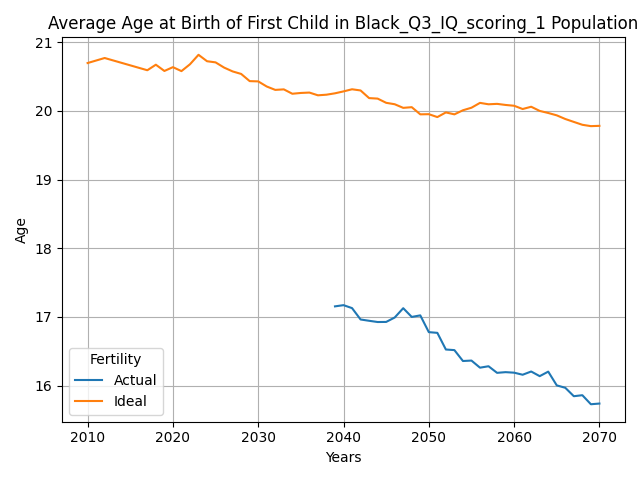 Average Age at Birth of First Child in Black_Q3_IQ_scoring_1 Population
21
20
19
18
17
16
Age
Fertility
Actual
Ideal
2010 2020 2030 2040 2050 2060 2070
Years